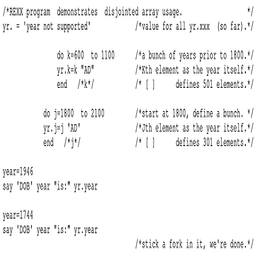 /*REXX program  demonstrates  disjointed array usage.                  */
yr. = 'year not supported'             /*value for all yr.xxx  (so far).*/

                do k=600  to 1100      /*a bunch of years prior to 1800.*/
                yr.k=k "AD"            /*Kth element as the year itself.*/
                end   /*k*/            /* [ ]      defines 501 elements.*/

            do j=1800  to 2100         /*start at 1800, define a bunch. */
            yr.j=j "AD"                /*Jth element as the year itself.*/
            end   /*j*/                /* [ ]      defines 301 elements.*/

year=1946
say 'DOB' year "is:" yr.year

year=1744
say 'DOB' year "is:" yr.year
                                       /*stick a fork in it, we're done.*/